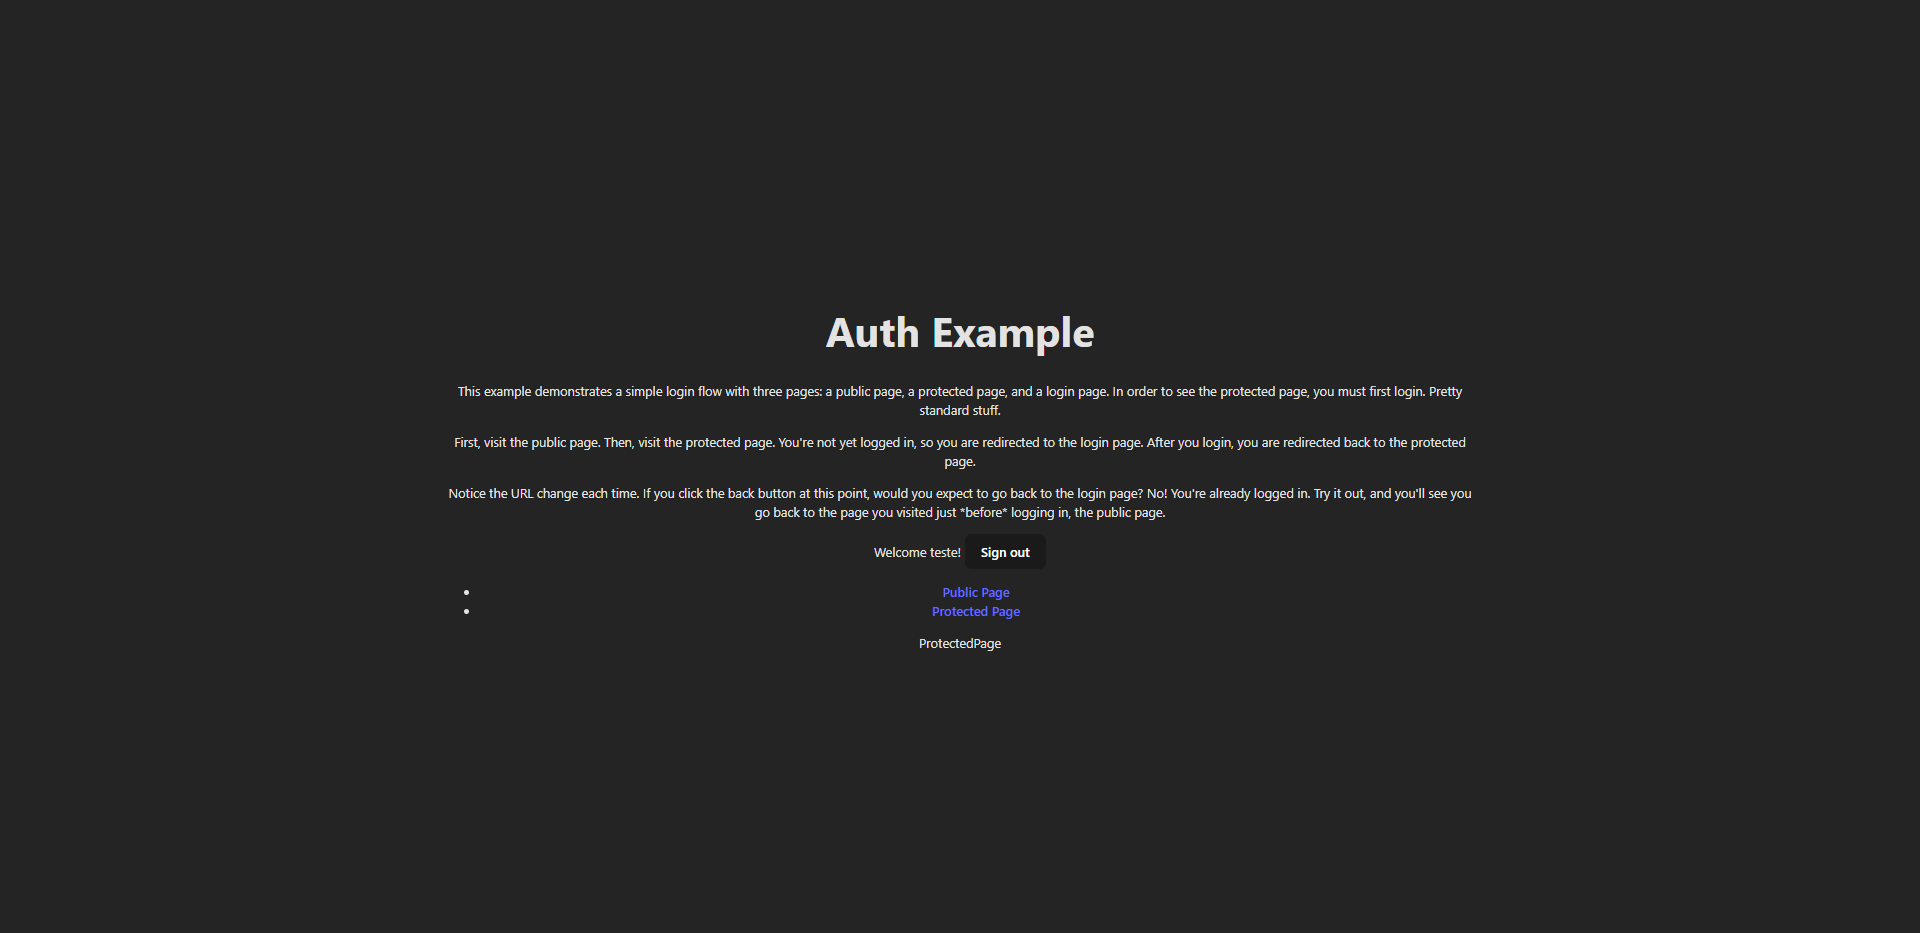 Auth Example
This example demonstrates a simple login flow with three pages: a public page, a protected page, and a login page. In order to see the protected page, you must first login. Pretty
standard stuff.
First, visit the public page. Then, visit the protected page. You're not yet logged in, so you are redirected to the login page. After you login, you are redirected back to the protected
page.
Notice the URL change each time. If you click the back button at this point, would you expect to go back to the login page? No! You're already logged in. Try it out, and you'll see you
go back to the page you visited just *before* logging in, the public page.
Welcome teste! Sign out
Public Page
Protected Page
ProtectedPage